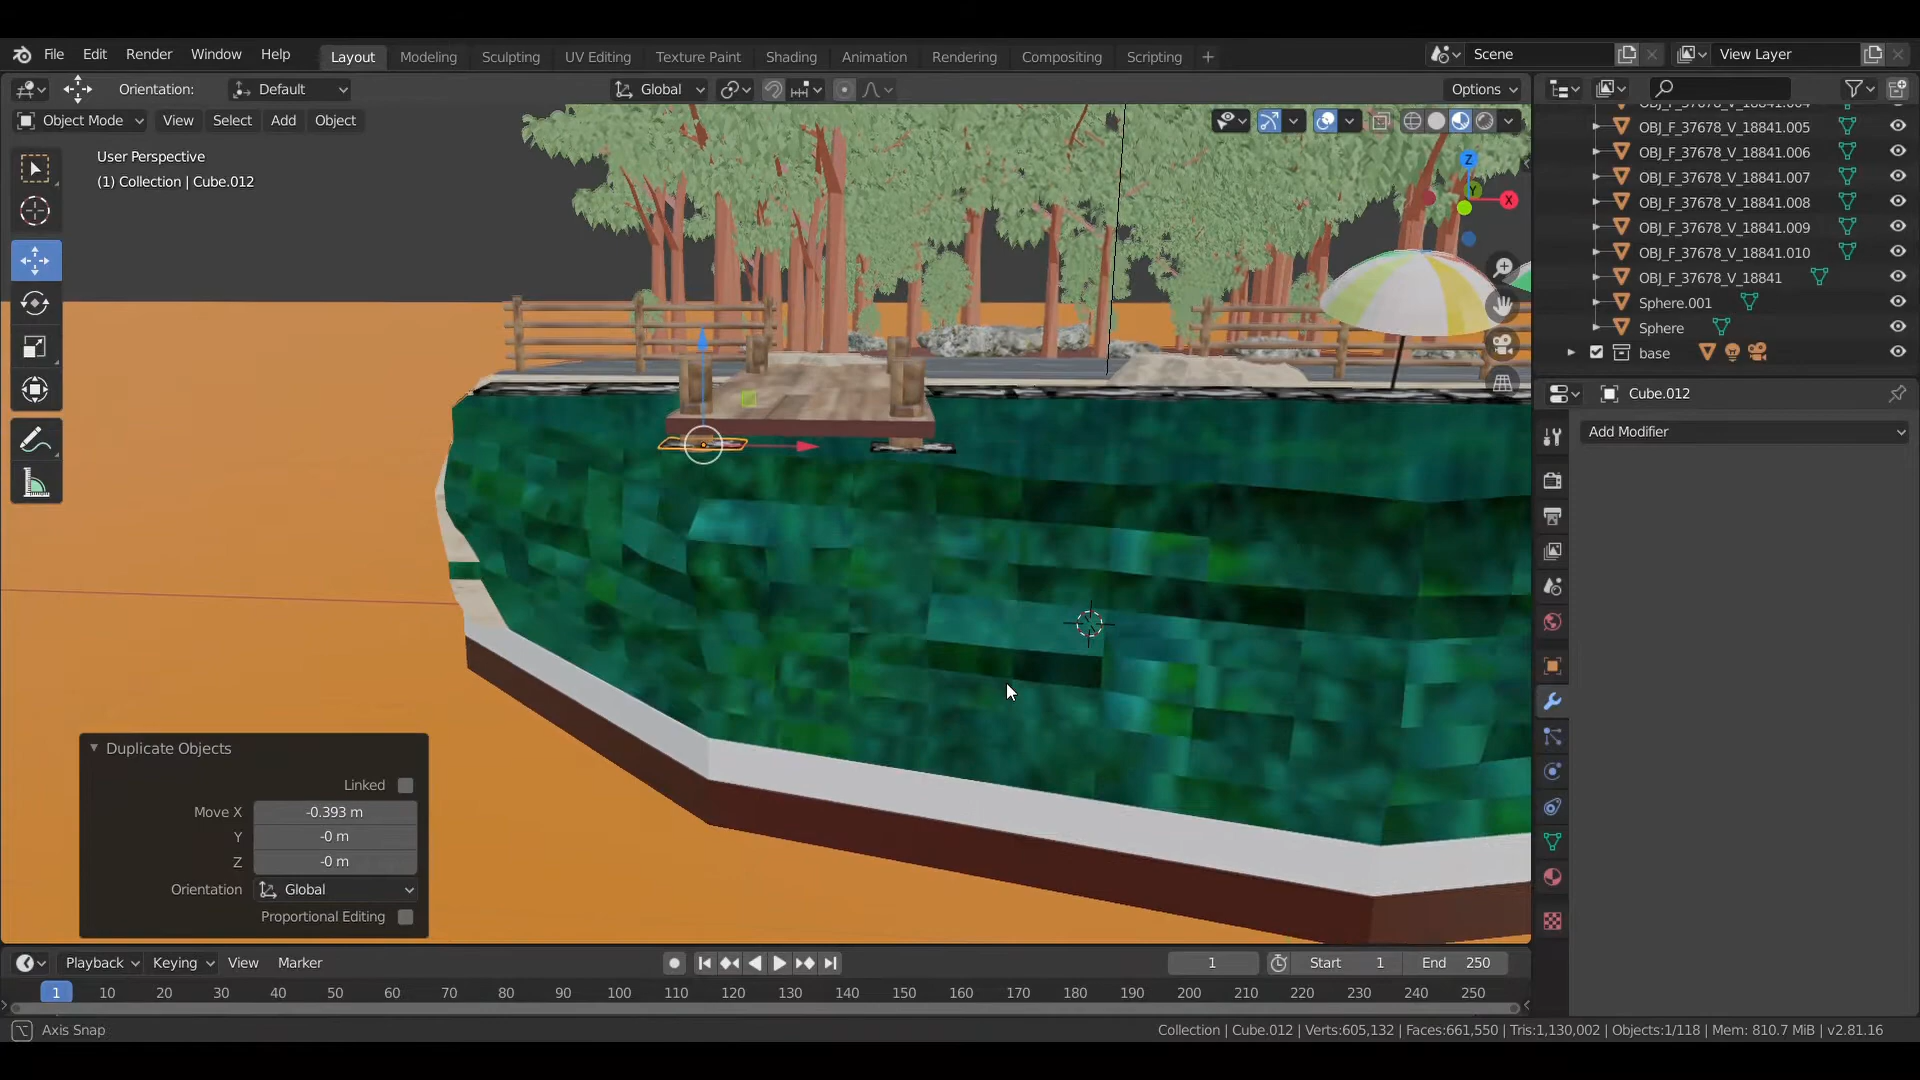 File Edit Render Window Help Layout Modeling Sculpting UV Editing Texture Paint Shading Animation Rendering Compositing Scripting + Scene View Layer
Orientation: Default Global Options
Object Mode View Select Add Object
User Perspective
(1) Collection | Cube.012
Z
Y
X
OBJ_F_37678_V_18841.005
OBJ_F_37678_V_18841.006
OBJ_F_37678_V_18841.007
OBJ_F_37678_V_18841.008
OBJ_F_37678_V_18841.009
OBJ_F_37678_V_18841.010
OBJ_F_37678_V_18841
Sphere.001
Sphere
base
Cube.012
Add Modifier
Duplicate Objects
Linked
Move X -0.393 m
Y -0 m
Z -0 m
Orientation Global
Proportional Editing
Playback Keying View Marker 1 Start 1 End 250
1 10 20 30 40 50 60 70 80 90 100 110 120 130 140 150 160 170 180 190 200 210 220 230 240 250
Axis Snap
Collection | Cube.012 | Verts:605,132 | Faces:661,550 | Tris:1,130,002 | Objects:1/118 | Mem: 810.7 MiB | v2.81.16